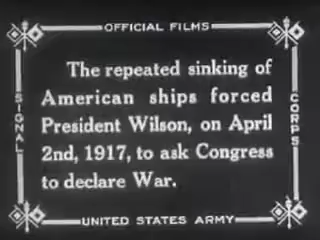 OFFICIAL FILMS
SIGNAL
The repeated sinking of
American ships forced
President Wilson, on April
2nd, 1917, to ask Congress
to declare War.
CORPS
UNITED STATES ARMY